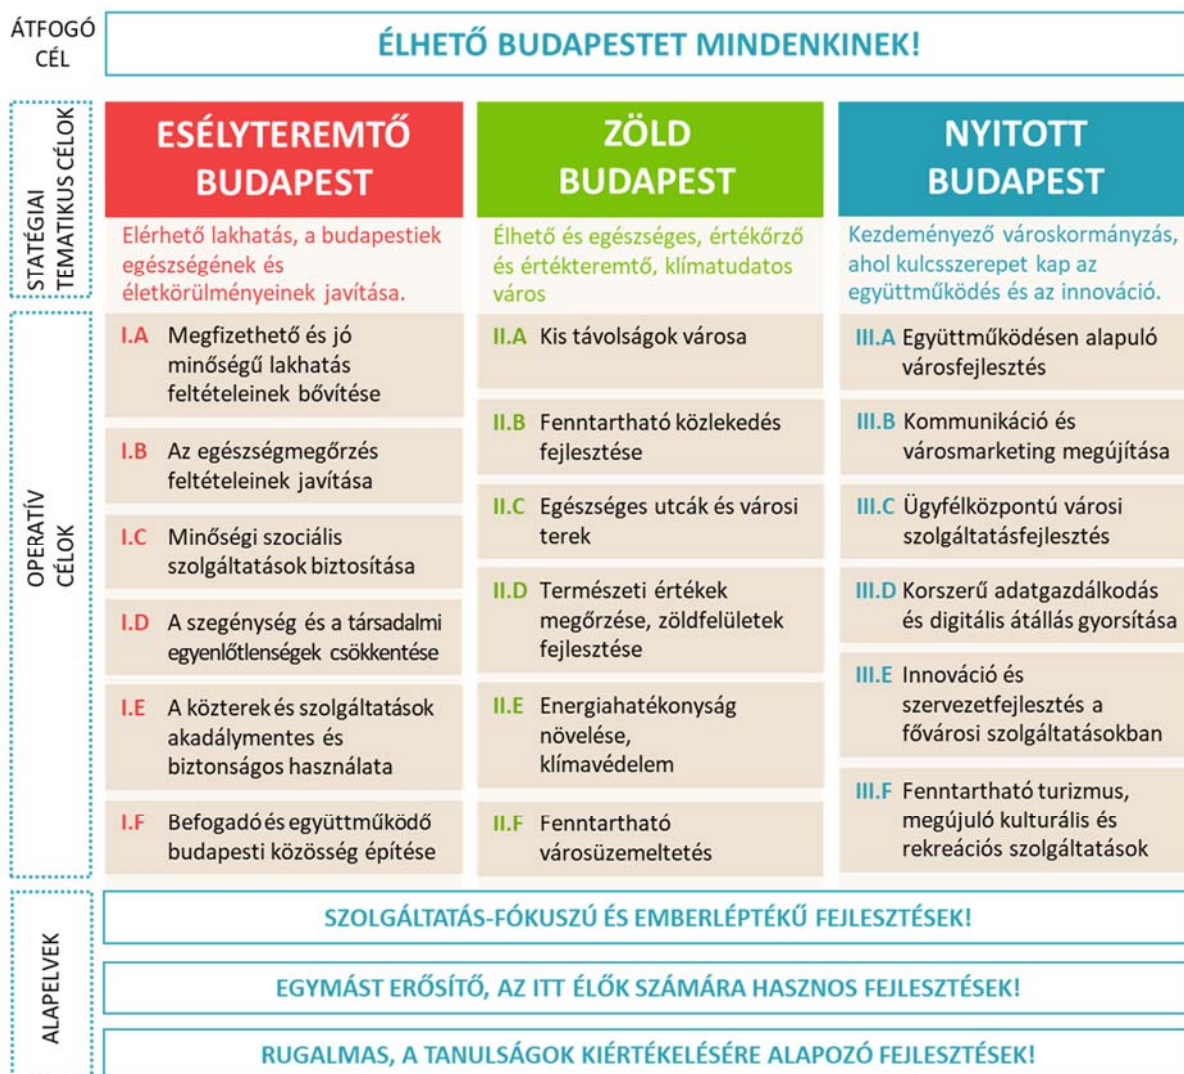 ÁTFOGÓ
CÉL
ÉLHETŐ BUDAPESTET MINDENKINEK!
STATÉGIAI
TEMATIKUS CÉLOK
ESÉLYTEREMTŐ
BUDAPEST
Elérhető lakhatás, a budapestiek
egészségének és
életkörülményeinek javítása.
ZÖLD
BUDAPEST
Élhető és egészséges, értékőrző
és értékteremtő, klímatudatos
város
NYITOTT
BUDAPEST
Kezdeményező városkormányzás,
ahol kulcsszerepet kap az
együttműködés és az innováció.
OPERATÍV
CÉLOK
I.A Megfizethető és jó
minőségű lakhatás
feltételeinek bővítése
I.B Az egészségmegőrzés
feltételeinek javítása
I.C Minőségi szociális
szolgáltatások biztosítása
I.D A szegénység és a társadalmi
egyenlőtlenségek csökkentése
I.E A közterek és szolgáltatások
akadálymentes és
biztonságos használata
I.F Befogadó és együttműködő
budapesti közösség építése
II.A Kis távolságok városa
II.B Fenntartható közlekedés
fejlesztése
II.C Egészséges utcák és városi
terek
II.D Természeti értékek
megőrzése, zöldfelületek
fejlesztése
II.E Energiahatékonyság
növelése,
klímavédelem
II.F Fenntartható
városüzemeltetés
III.A Együttműködésen alapuló
városfejlesztés
III.B Kommunikáció és
városmarketing megújítása
III.C Ügyfélközpontú városi
szolgáltatásfejlesztés
III.D Korszerű adatgazdálkodás
és digitális átállás gyorsítása
III.E Innováció és
szervezetfejlesztés a
fővárosi szolgáltatásokban
III.F Fenntartható turizmus,
megújuló kulturális és
rekreációs szolgáltatások
ALAPELVEK
SZOLGÁLTATÁS-FÓKUSZÚ ÉS EMBERLÉPTÉKŰ FEJLESZTÉSEK!
EGYMÁST ERŐSÍTŐ, AZ ITT ÉLŐK SZÁMÁRA HASZNOS FEJLESZTÉSEK!
RUGALMAS, A TANULSÁGOK KIÉRTÉKELÉSÉRE ALAPOZÓ FEJLESZTÉSEK!